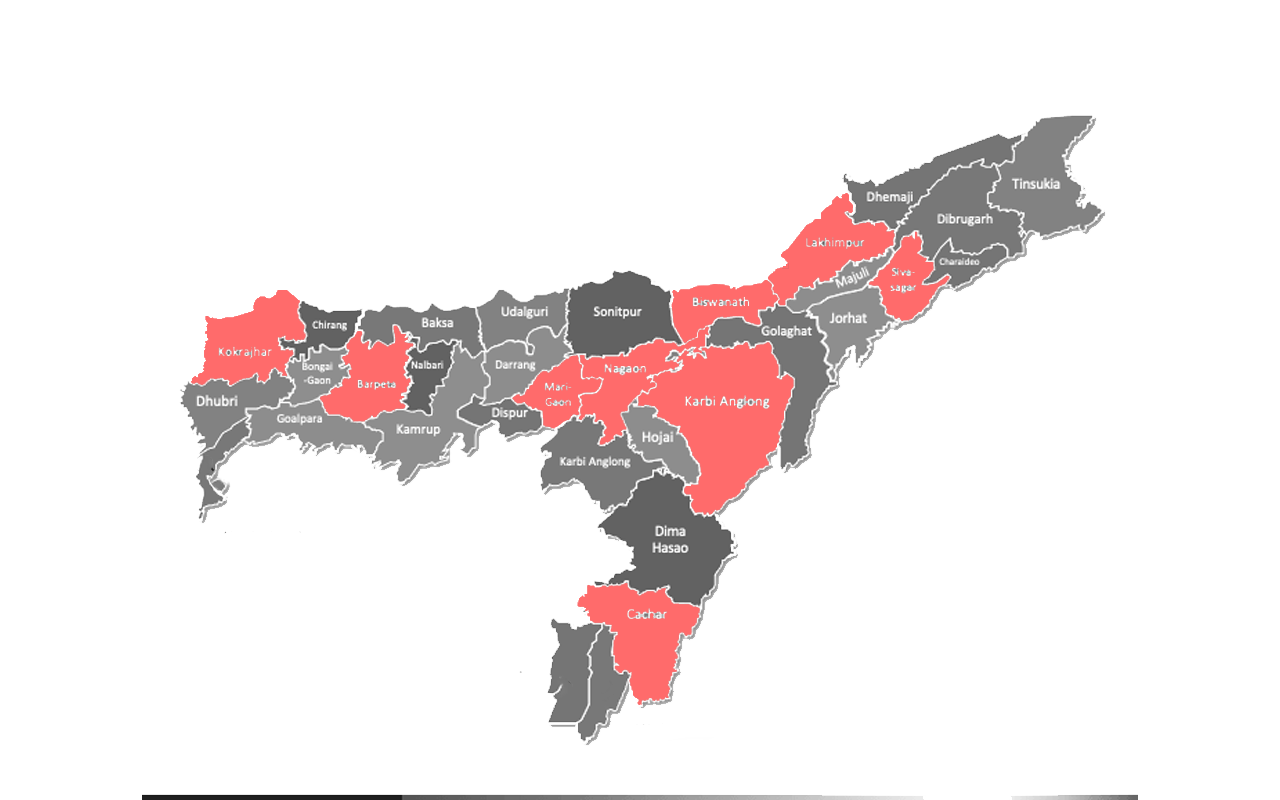 Tinsukia
Dhemaji
Dibrugarh
Lakhimpur
Charaideo
Siva-
sagar
Majuli
Biswanath
Jorhat
Golaghat
Sonitpur
Udalguri
Baksa
Chirang
Kokrajhar
Bongai
-Gaon
Nalbari
Darrang
Nagaon
Barpeta
Mari-
Gaon
Dhubri
Karbi Anglong
Dispur
Goalpara
Kamrup
Hojai
Karbi Anglong
Dima
Hasao
Cachar